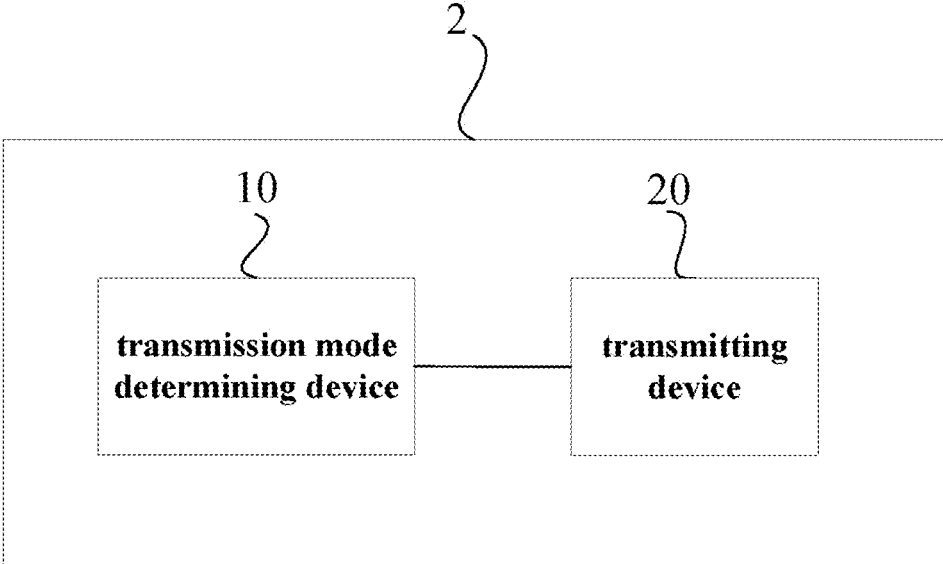 2
10
20
transmission mode
determining device
transmitting
device